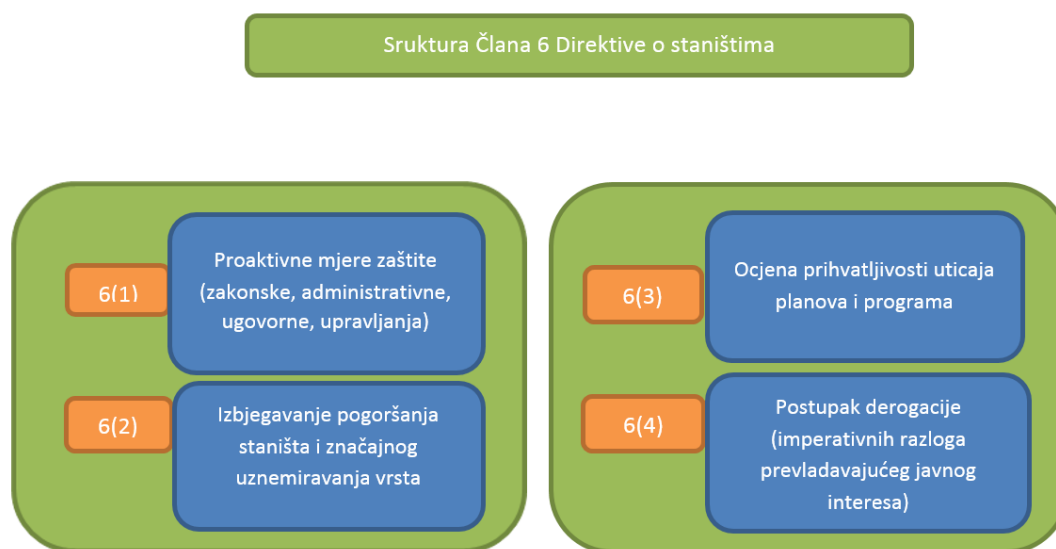 Sruktura Člana 6 Direktive o staništima
6(1)
Proaktivne mjere zaštite
(zakonske, administrativne,
ugovorne, upravljanja)
6(2)
Izbjegavanje pogoršanja
staništa i značajnog
uznemiravanja vrsta
6(3)
Ocjena prihvatljivosti uticaja
planova i programa
6(4)
Postupak derogacije
(imperativnih razloga
prevladavajućeg javnog
interesa)